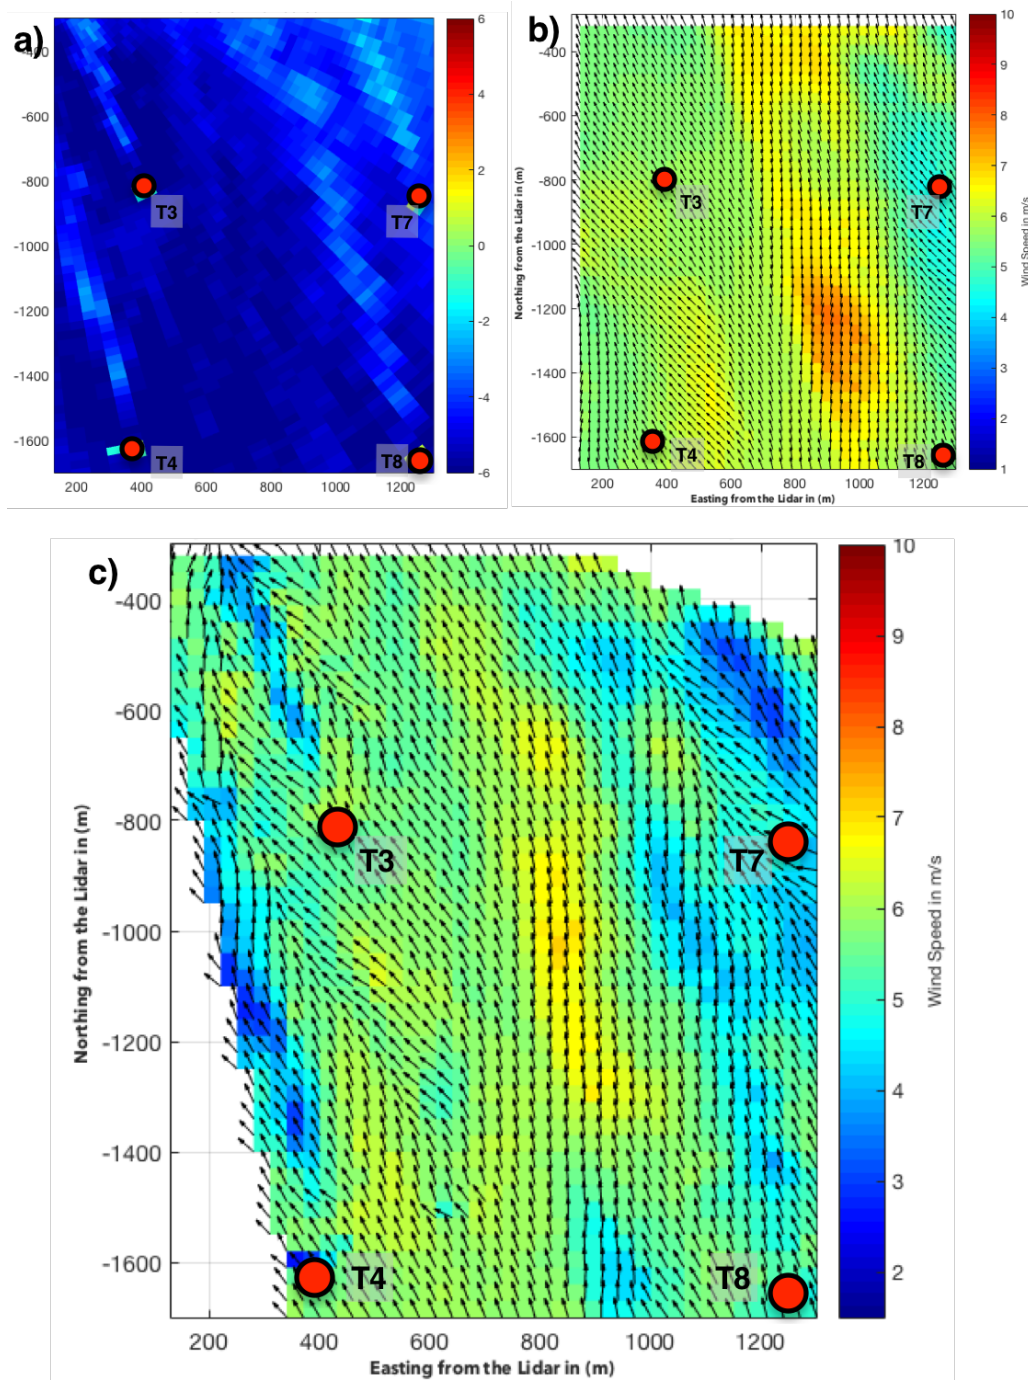 a)
-400
-600
-800
-1000
-1200
-1400
-1600
200 400 600 800 1000 1200
6
4
2
0
-2
-4
-6
T3
T7
T4
T8
b)
Northing from the Lidar in (m)
-400
-600
-800
-1000
-1200
-1400
-1600
200 400 600 800 1000 1200
Easting from the Lidar in (m)
10
9
8
7
6
5
4
3
2
1
Wind Speed in m/s
T3
T7
T4
T8
c)
Northing from the Lidar in (m)
-400
-600
-800
-1000
-1200
-1400
-1600
200 400 600 800 1000 1200
Easting from the Lidar in (m)
10
9
8
7
6
5
4
3
2
Wind Speed in m/s
T3
T7
T4
T8